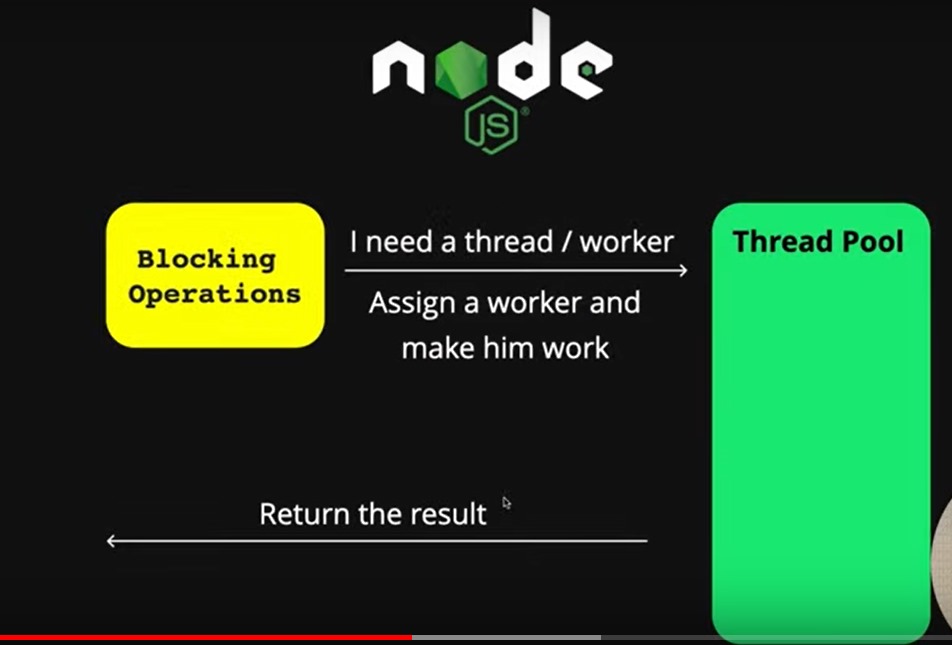 node
JS
®
Blocking
Operations
I need a thread / worker
Assign a worker and
make him work
Thread Pool
Return the result